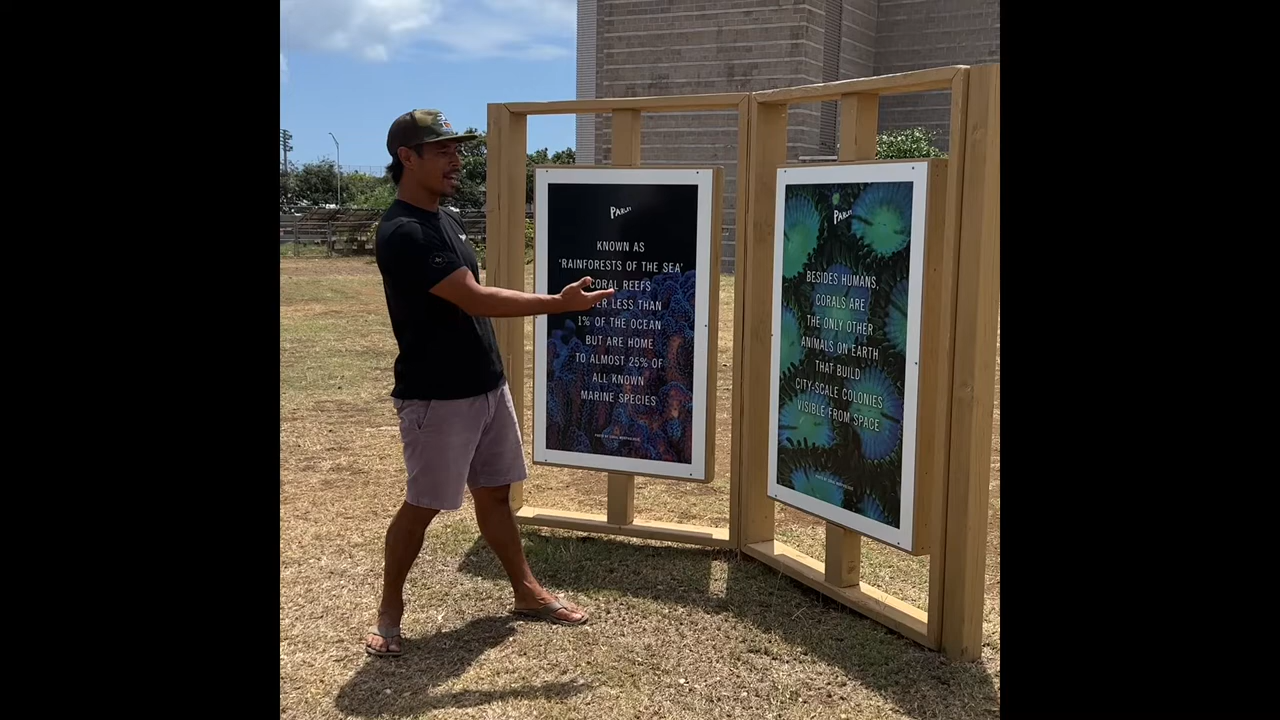 PARLEY
KNOWN AS
'RAINFORESTS OF THE SEA'
CORAL REEFS
LESS THAN
1% OF THE OCEAN
BUT ARE HOME
TO ALMOST 25% OF
ALL KNOWN
MARINE SPECIES
PARLEY
BESIDES HUMANS,
CORALS ARE
THE ONLY OTHER
ANIMALS ON EARTH
THAT BUILD
CITY-SCALE COLONIES
VISIBLE FROM SPACE